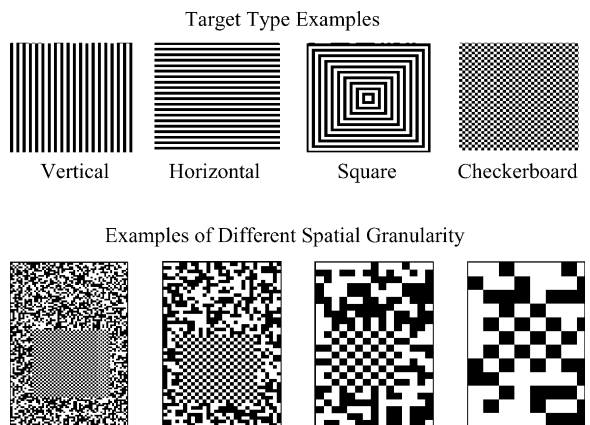 Target Type Examples
Vertical Horizontal Square Checkerboard
Examples of Different Spatial Granularity